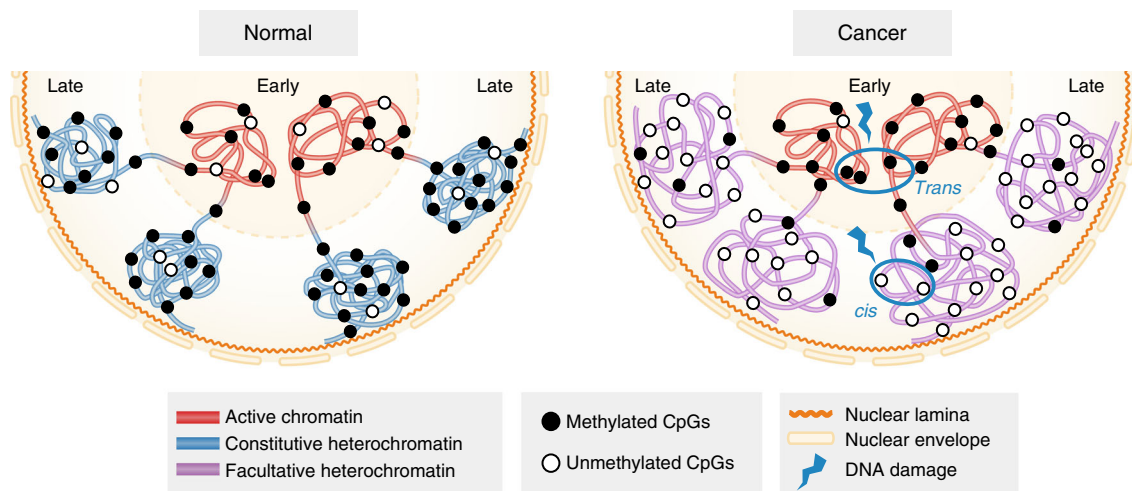 Normal
Cancer
Late
Early
Late
Late
Early
Late
Trans
cis
Active chromatin
Constitutive heterochromatin
Facultative heterochromatin
Methylated CpGs
Unmethylated CpGs
Nuclear lamina
Nuclear envelope
DNA damage